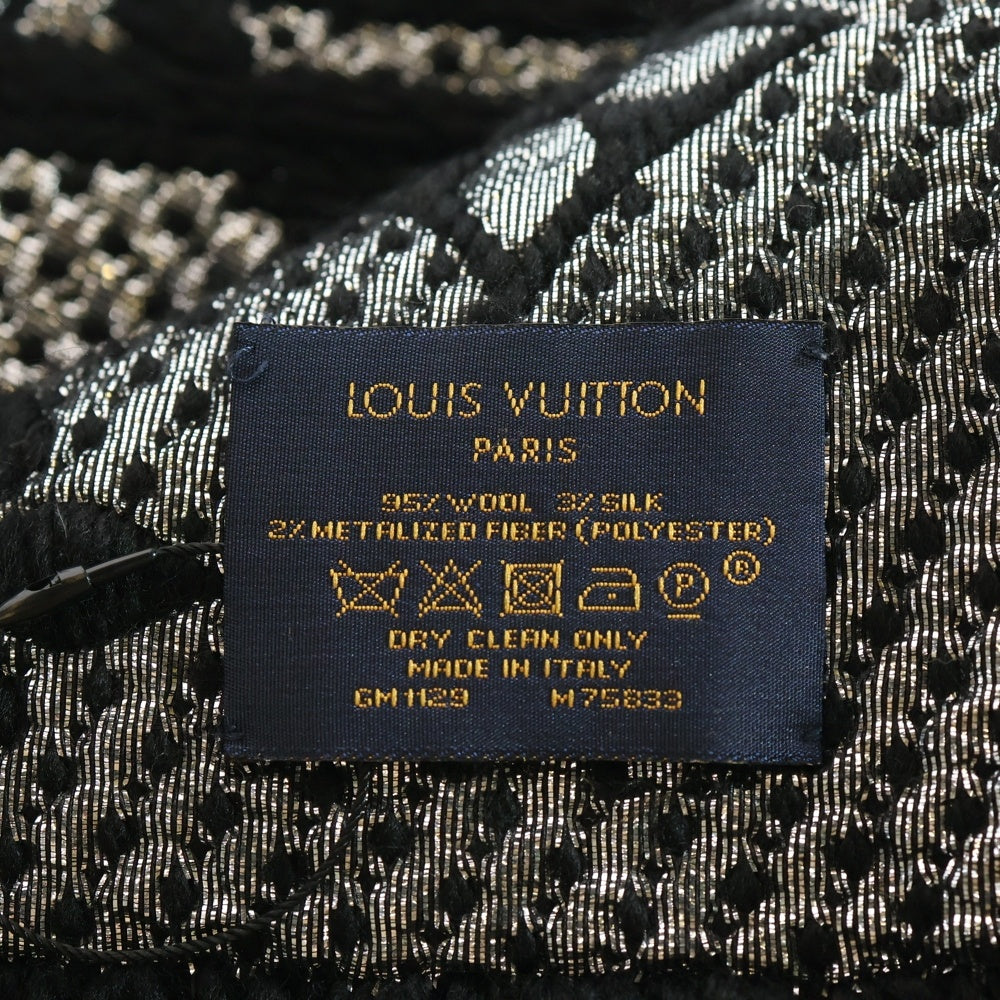 LOUIS VUITTON
PARIS
95% WOOL 3% SILK
2% METALIZED FIBER (POLYESTER)
P ®
DRY CLEAN ONLY
MADE IN ITALY
GM1129 M75833